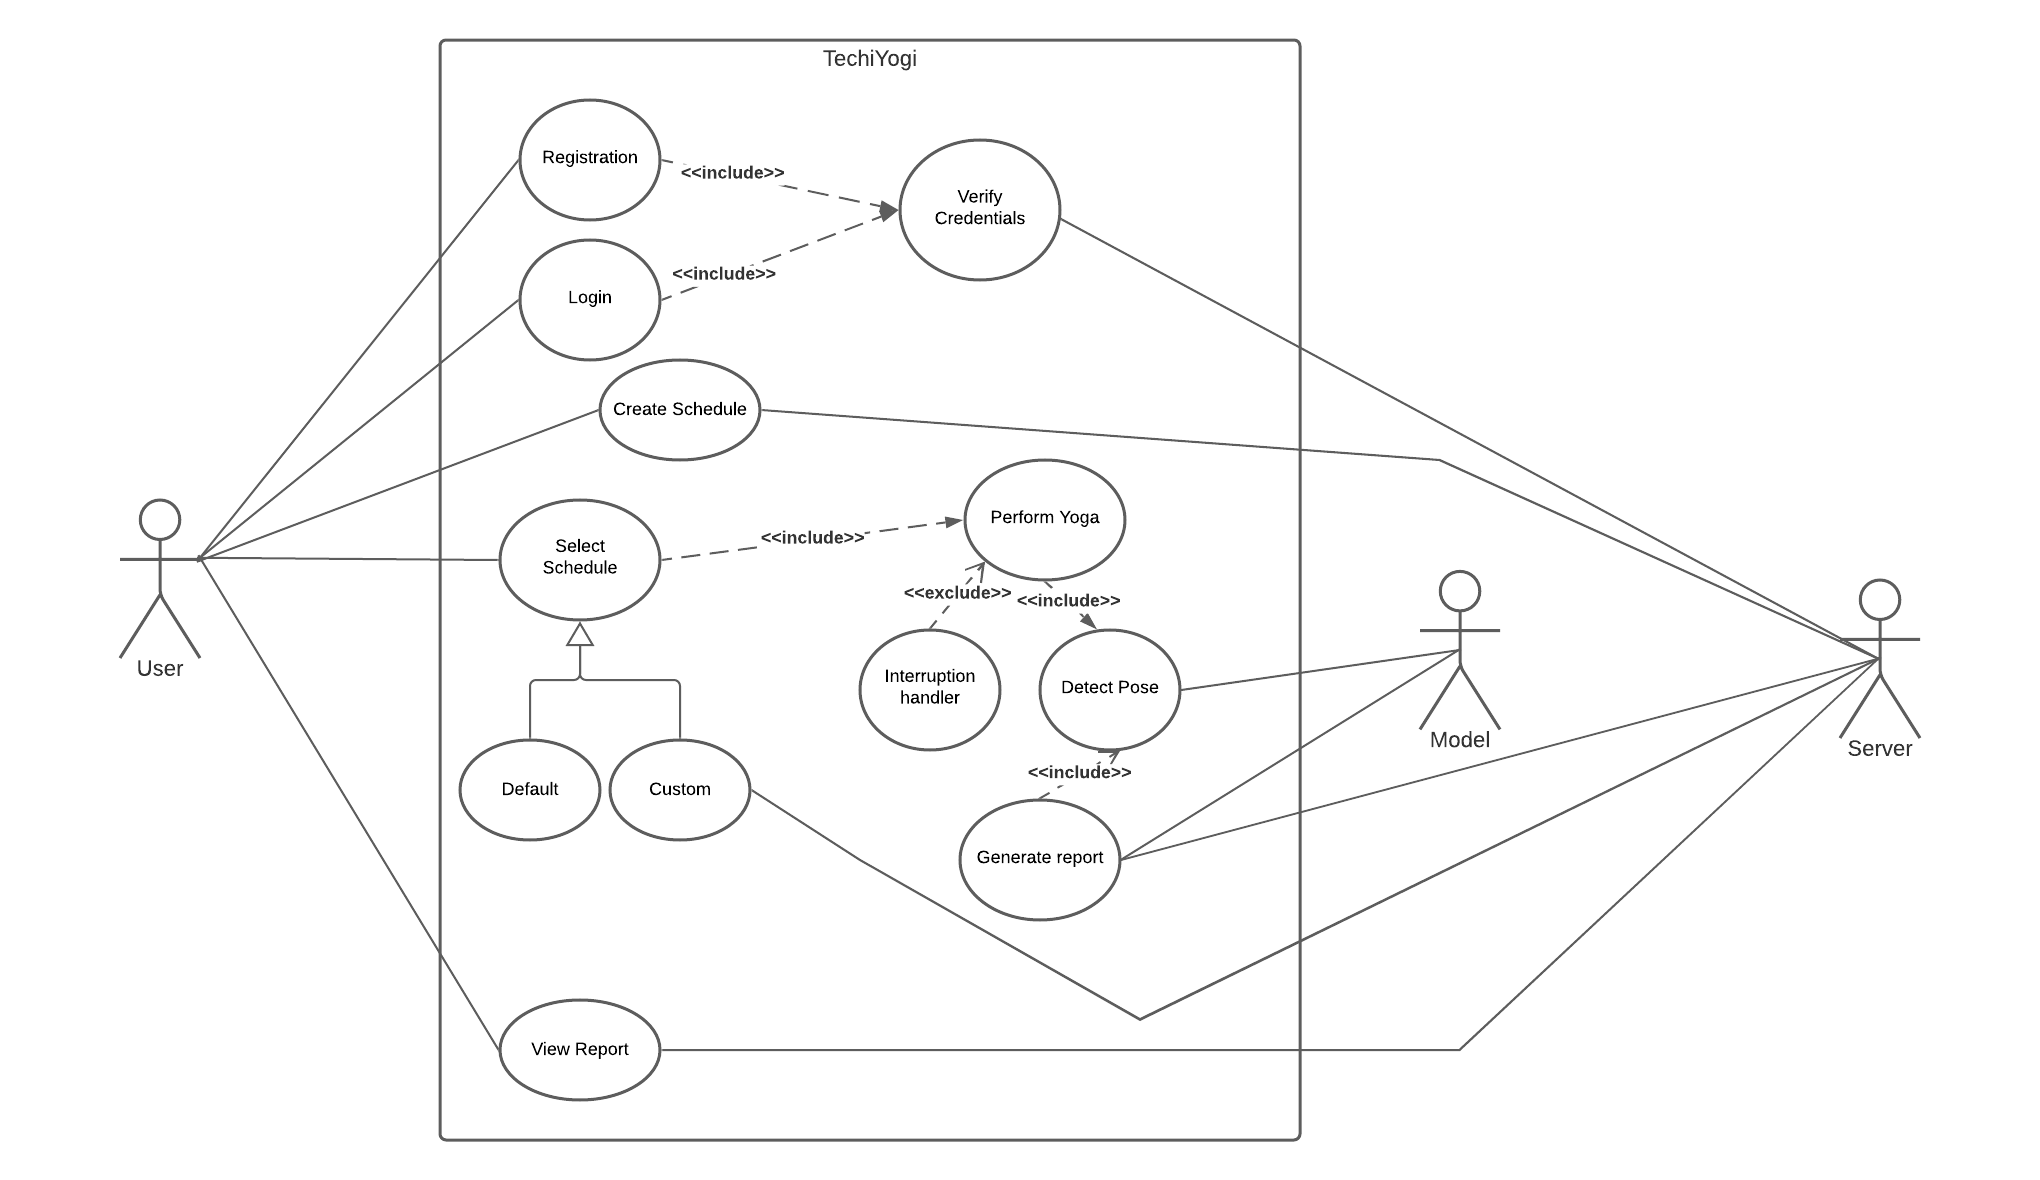 TechiYogi
Registration
<<include>>
Verify
Credentials
Login
<<include>>
Create Schedule
Select
Schedule
<<include>>
Perform Yoga
<<exclude>>
<<include>>
User
Interruption
handler
Detect Pose
Model
Server
<<include>>
Default
Custom
Generate report
View Report